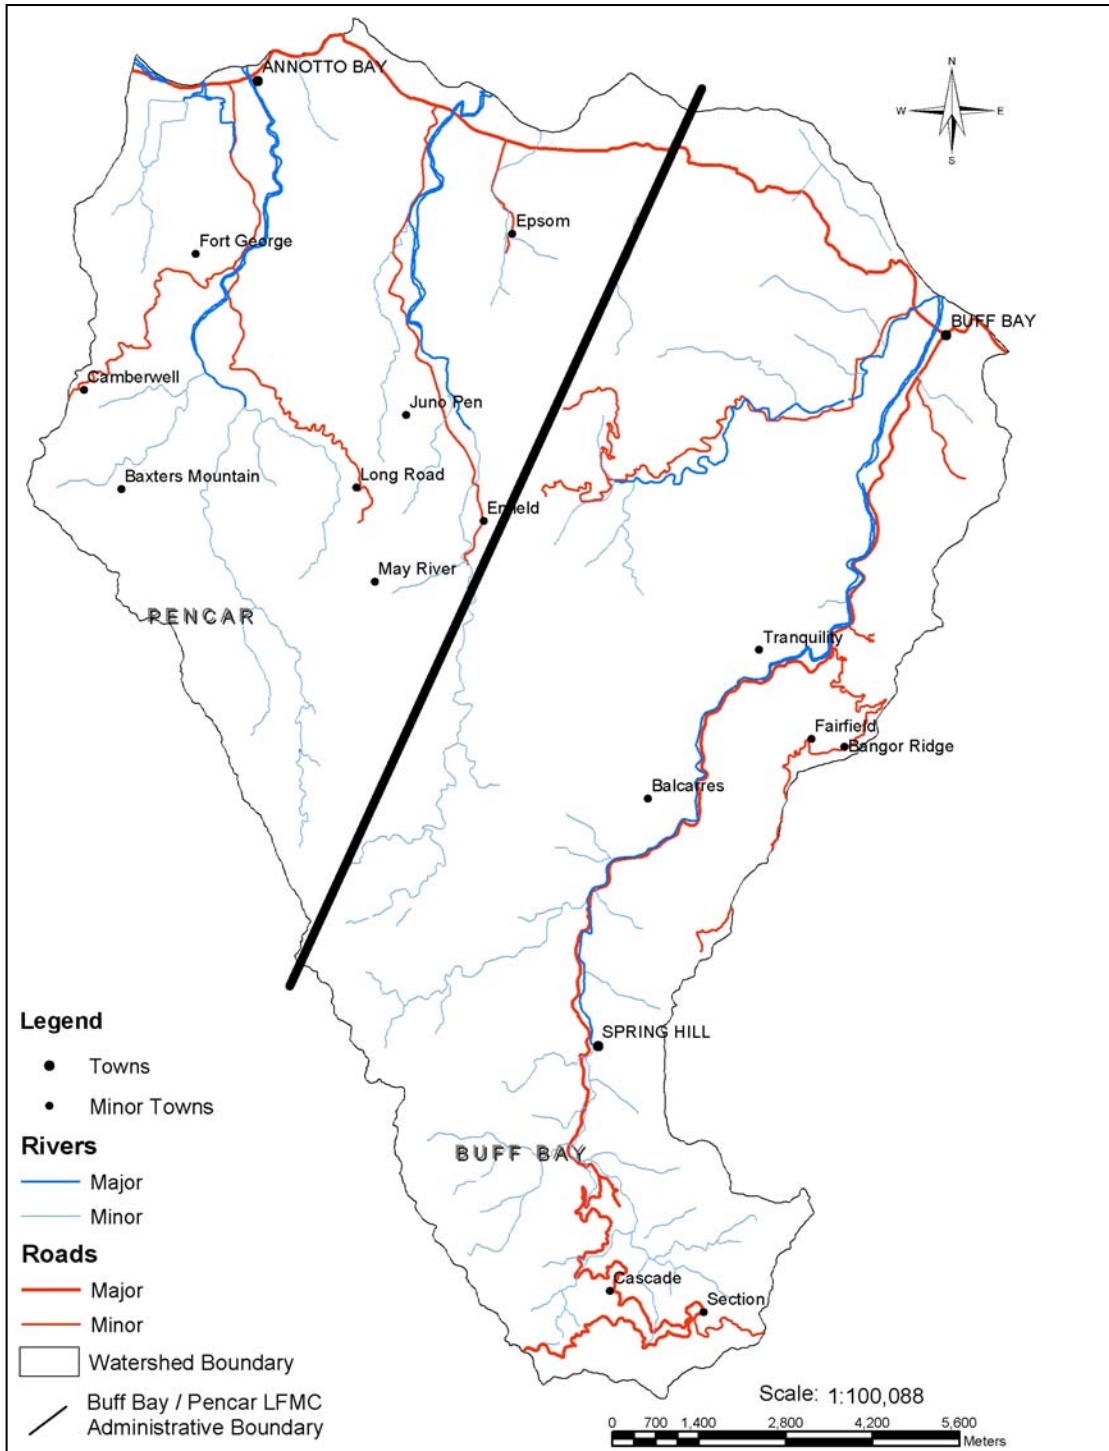 ANNOTTO BAY
N
W
E
S
Epsom
Fort George
BUFF BAY
Camberwell
Juno Pen
Baxters Mountain
Long Road
Enfield
May River
PENCAR
Tranquility
Fairfield
Bangor Ridge
Balcarres
SPRING HILL
BUFF BAY
Cascade
Section
Legend
Towns
Minor Towns
Rivers
Major
Minor
Roads
Major
Minor
Watershed Boundary
Buff Bay / Pencar LFMC
Administrative Boundary
Scale: 1:100,088
0 700 1,400 2,800 4,200 5,600
Meters